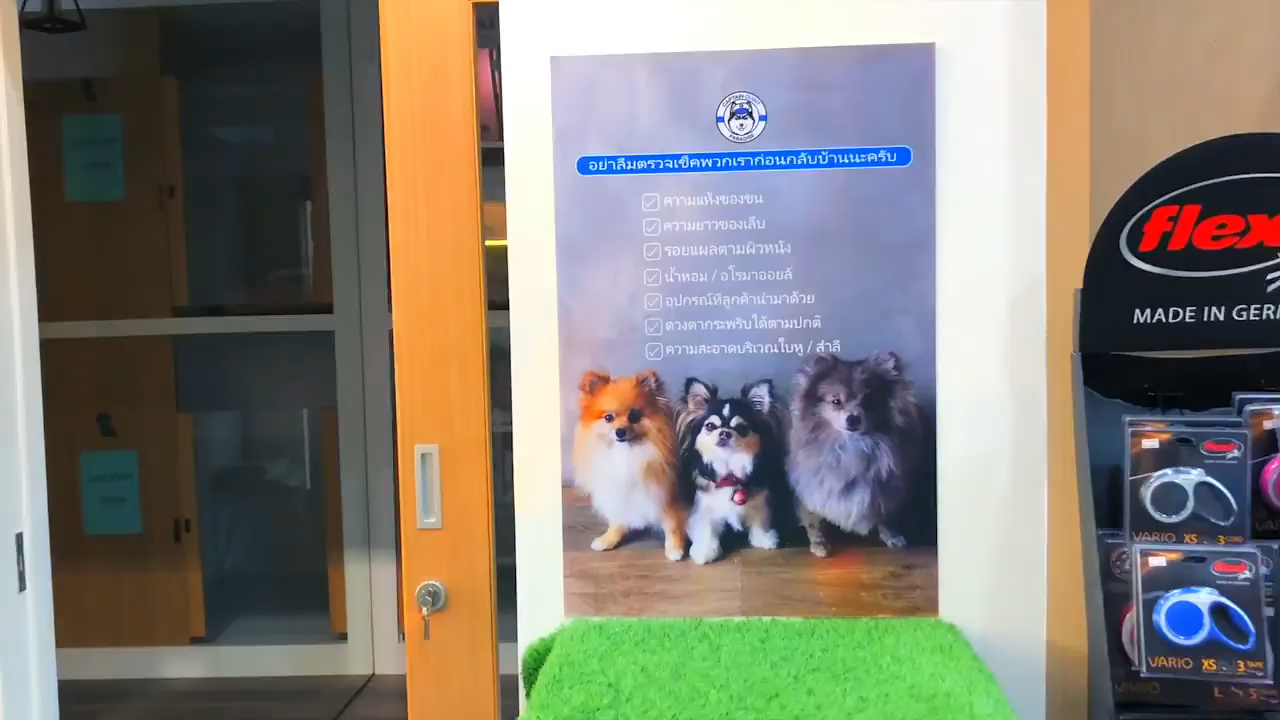 CAPTAIN
PARADISE
อย่าลืมตรวจเช็คพวกเราก่อนกลับบ้านนะครับ
ความแห้งของขน
ความยาวของเล็บ
รอยแผลตามผิวหนัง
น้ำหอม / อโรมาออยล์
อุปกรณ์ที่ลูกค้านำมาด้วย
ดวงตากระพริบได้ตามปกติ
ความสะอาดบริเวณใบหู / สำลี
flex
MADE IN GER
VARIO XS 3
flexi
VARIO XS 3 TAPE